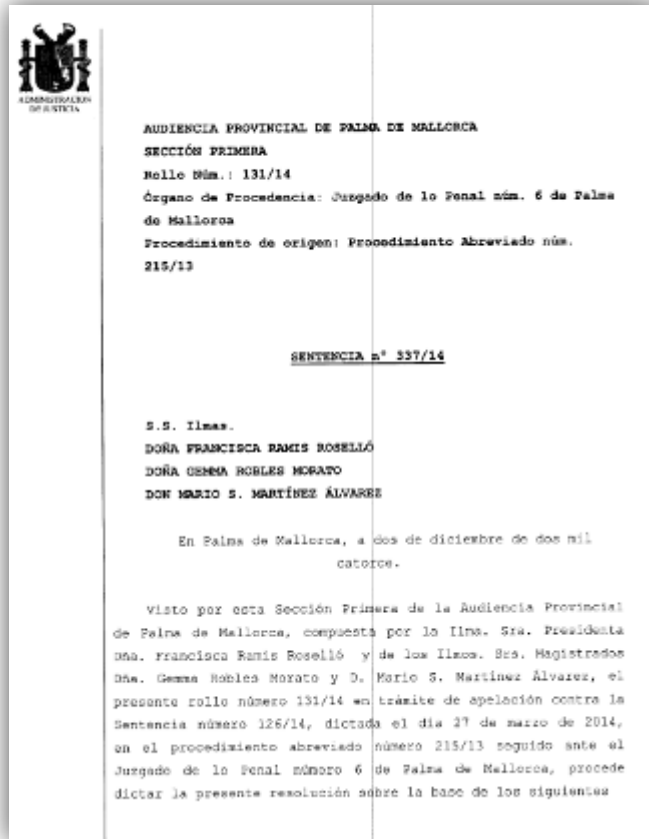 ADMINISTRACION
DE JUSTICIA
AUDIENCIA PROVINCIAL DE PALMA DE MALLORCA
SECCIÓN PRIMERA
Rollo Núm.: 131/14
Órgano de Procedencia: Juzgado de lo Penal núm. 6 de Palma
de Mallorca
Procedimiento de origen: Procedimiento Abreviado núm.
215/13
SENTENCIA nº 337/14
S.S. Ilmas.
DOÑA FRANCISCA RAMIS ROSELLÓ
DOÑA GEMMA ROBLES MORATO
DON MARIO S. MARTÍNEZ ÁLVAREZ
En Palma de Mallorca, a dos de diciembre de dos mil
catorce.
Visto por esta Sección Primera de la Audiencia Provincial
de Palma de Mallorca, compuesta por la Ilma. Sra. Presidenta
Dña. Francisca Ramis Roselló y de los Ilmos. Srs. Magistrados
Dña. Gemma Robles Morato y D. Mario S. Martínez Álvarez, el
presente rollo número 131/14 en trámite de apelación contra la
Sentencia número 126/14, dictada el día 27 de marzo de 2014,
en el procedimiento abreviado número 215/13 seguido ante el
Juzgado de lo Penal número 6 de Palma de Mallorca, procede
dictar la presente resolución sobre la base de los siguientes